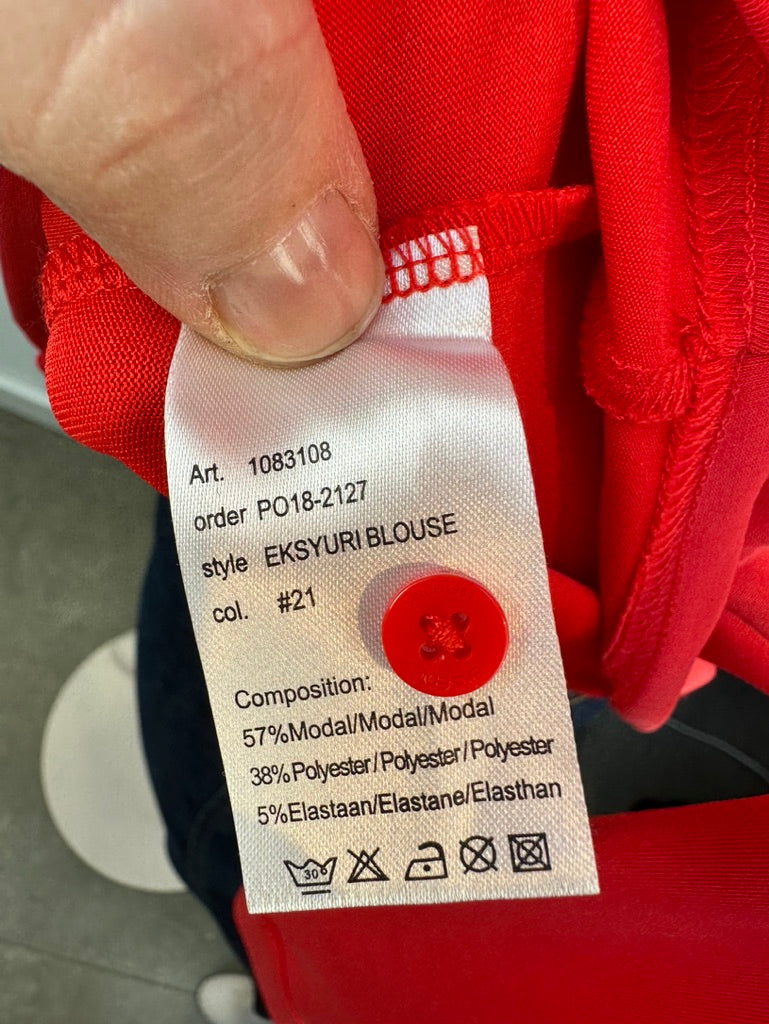 Art. 1083108
order PO18-2127
style EKSYURI BLOUSE
col. #21
Composition:
57%Modal/Modal/Modal
38%Polyester/Polyester/Polyester
5%Elastaan/Elastane/Elasthan
30°